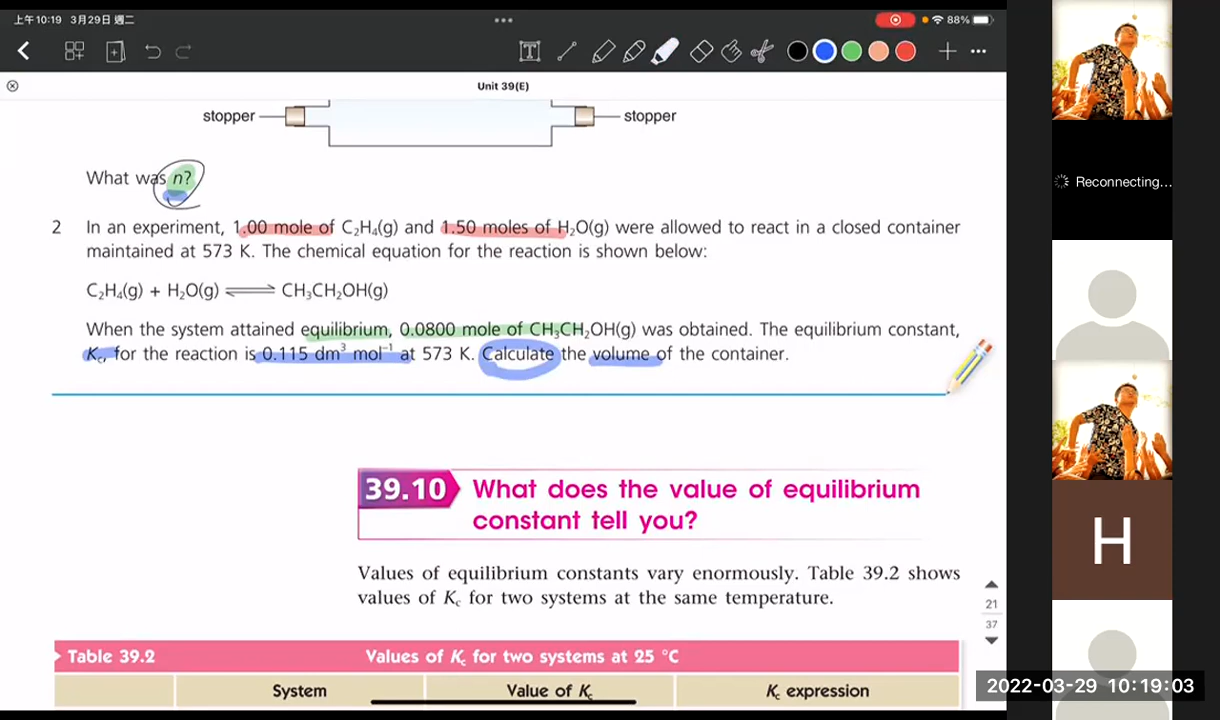 上午10:19 3月29日 週二
88%
Unit 39(E)
stopper
stopper
What was n?
2 In an experiment, 1.00 mole of C₂H₄(g) and 1.50 moles of H₂O(g) were allowed to react in a closed container
maintained at 573 K. The chemical equation for the reaction is shown below:
C₂H₄(g) + H₂O(g) ⇌ CH₃CH₂OH(g)
When the system attained equilibrium, 0.0800 mole of CH₃CH₂OH(g) was obtained. The equilibrium constant,
K꜀, for the reaction is 0.115 dm³ mol⁻¹ at 573 K. Calculate the volume of the container.
39.10 What does the value of equilibrium
constant tell you?
Values of equilibrium constants vary enormously. Table 39.2 shows
values of K꜀ for two systems at the same temperature.
21
37
Table 39.2 Values of K꜀ for two systems at 25 °C
System Value of K꜀ K꜀ expression
Reconnecting...
H
2022-03-29 10:19:03